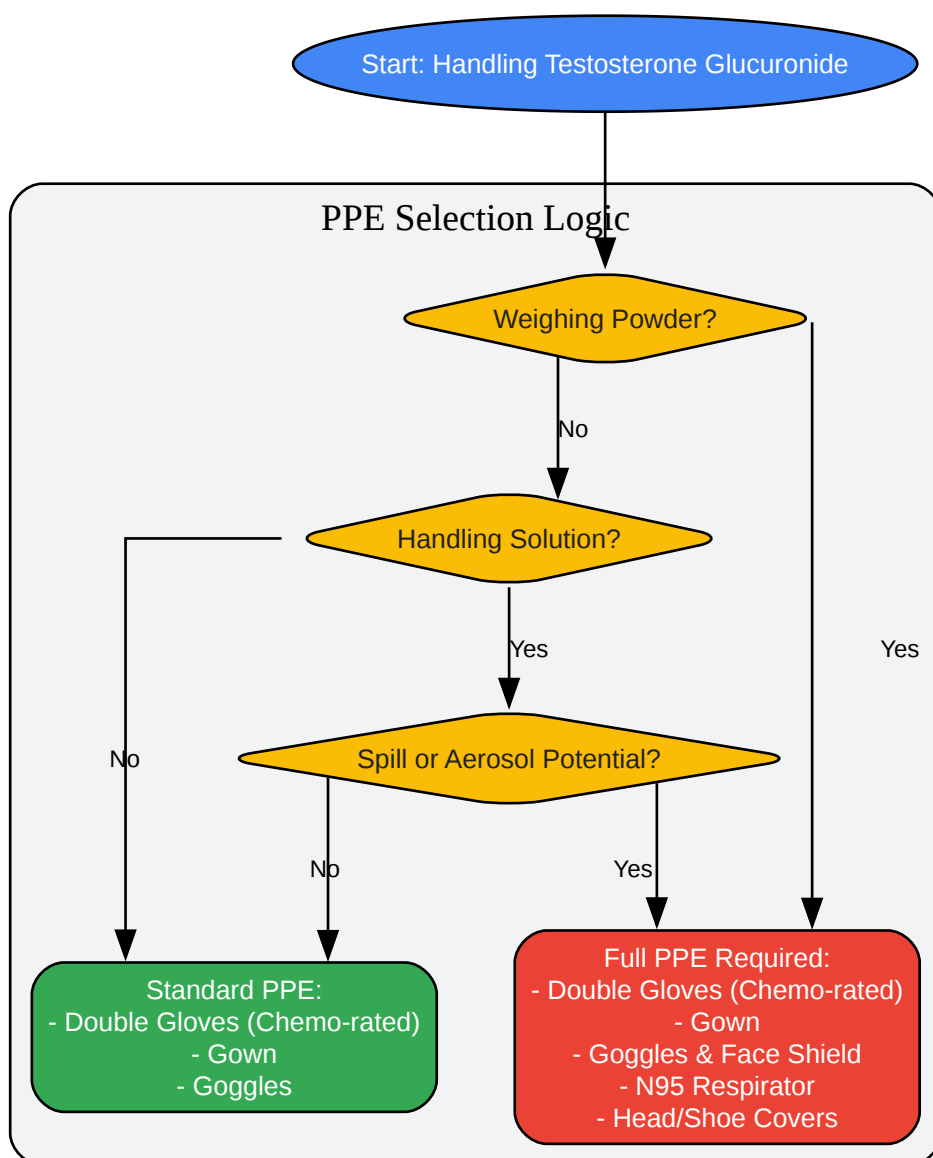 Start: Handling Testosterone Glucuronide
PPE Selection Logic
Weighing Powder?
No
Handling Solution?
Yes
Yes
No
Spill or Aerosol Potential?
No
Yes
Standard PPE:
- Double Gloves (Chemo-rated)
- Gown
- Goggles
Full PPE Required:
- Double Gloves (Chemo-rated)
- Gown
- Goggles & Face Shield
- N95 Respirator
- Head/Shoe Covers